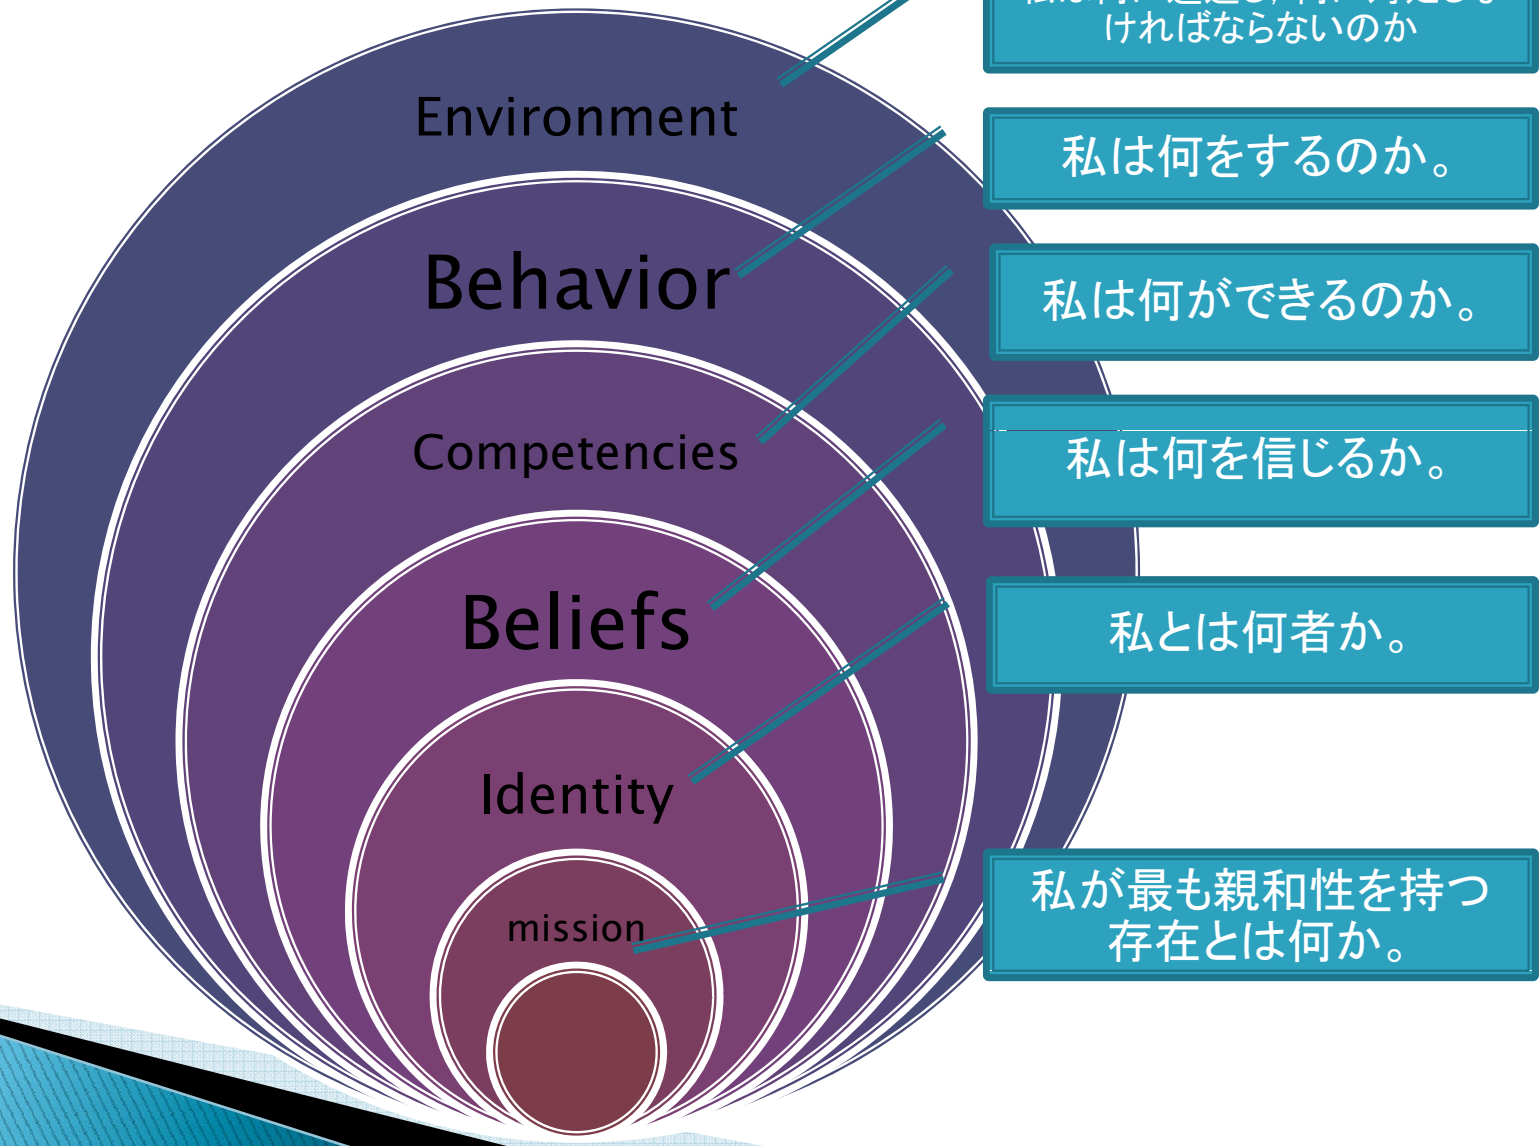 ければならないのか
Environment
私は何をするのか。
Behavior
私は何ができるのか。
Competencies
私は何を信じるか。
Beliefs
私とは何者か。
Identity
私が最も親和性を持つ
存在とは何か。
mission